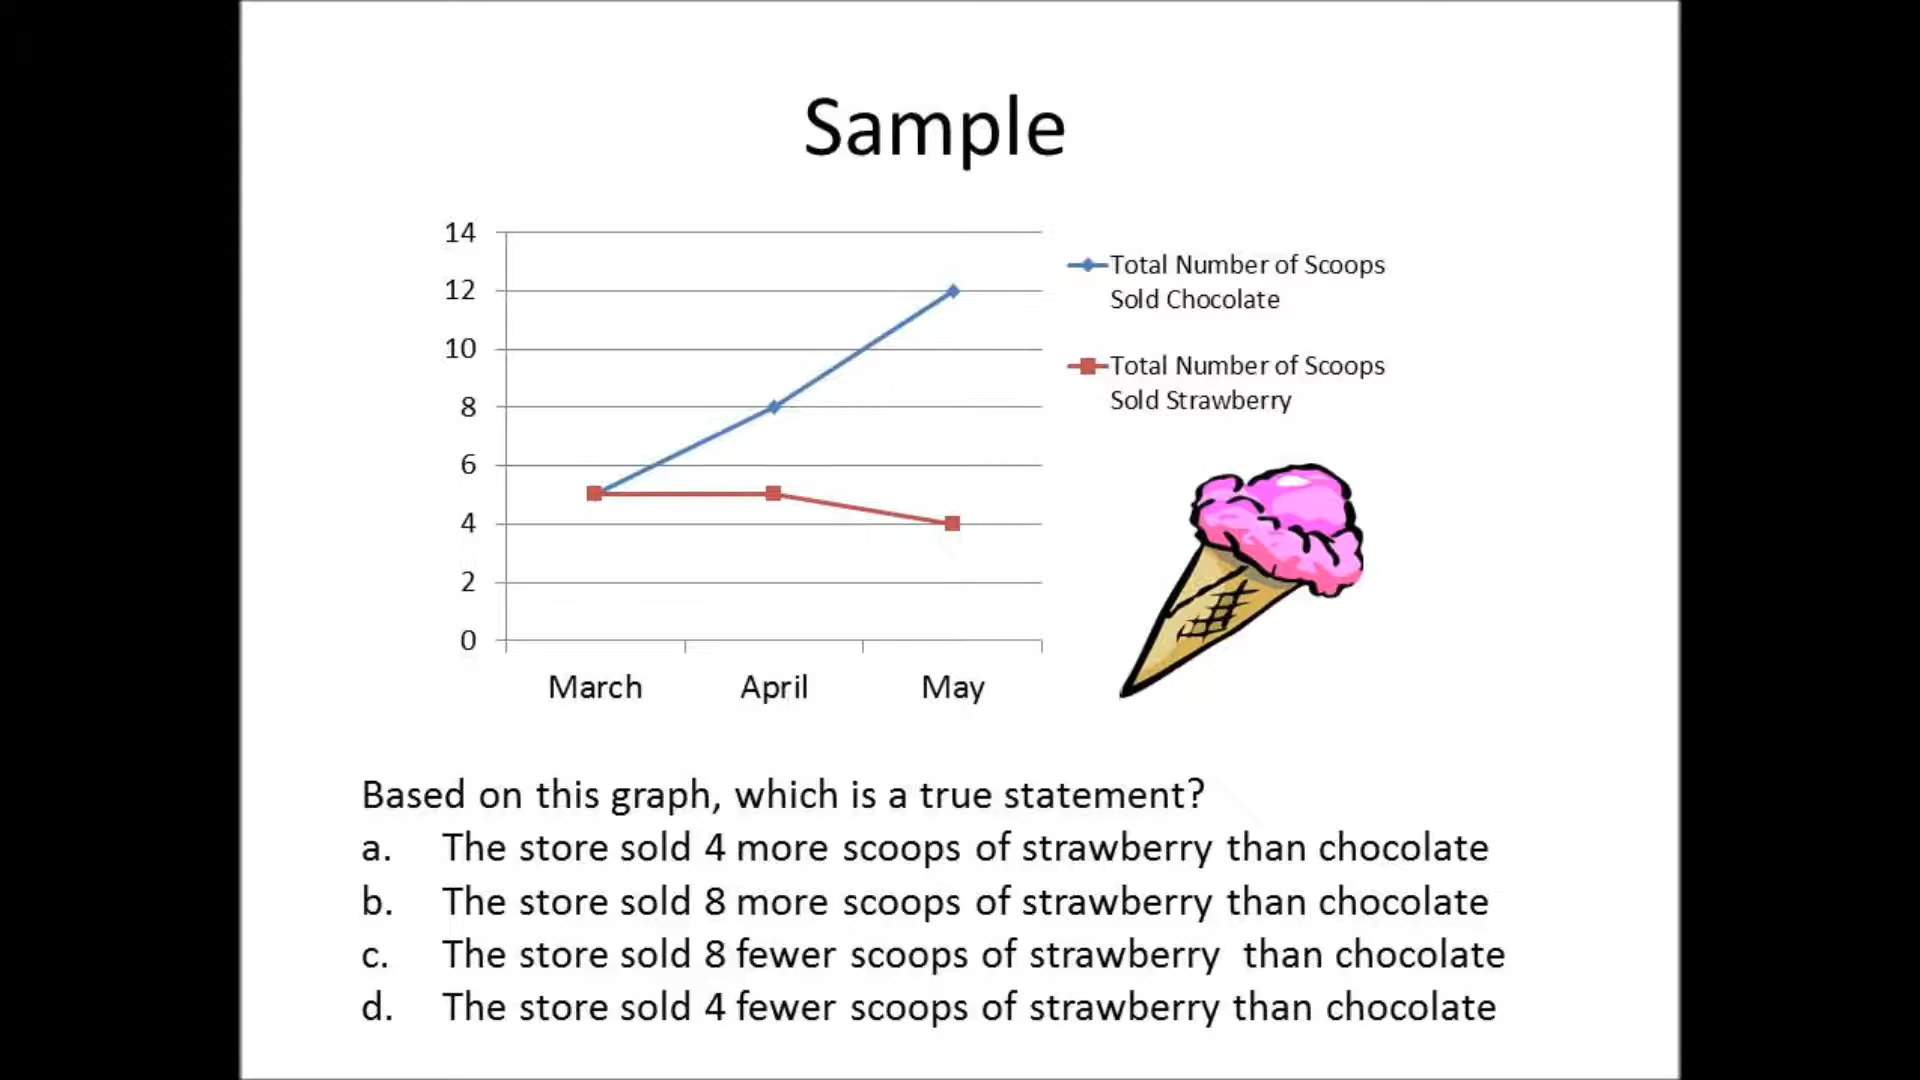 Sample
14
12
10
8
6
4
2
0
March April May
Total Number of Scoops
Sold Chocolate
Total Number of Scoops
Sold Strawberry
Based on this graph, which is a true statement?
a. The store sold 4 more scoops of strawberry than chocolate
b. The store sold 8 more scoops of strawberry than chocolate
c. The store sold 8 fewer scoops of strawberry than chocolate
d. The store sold 4 fewer scoops of strawberry than chocolate